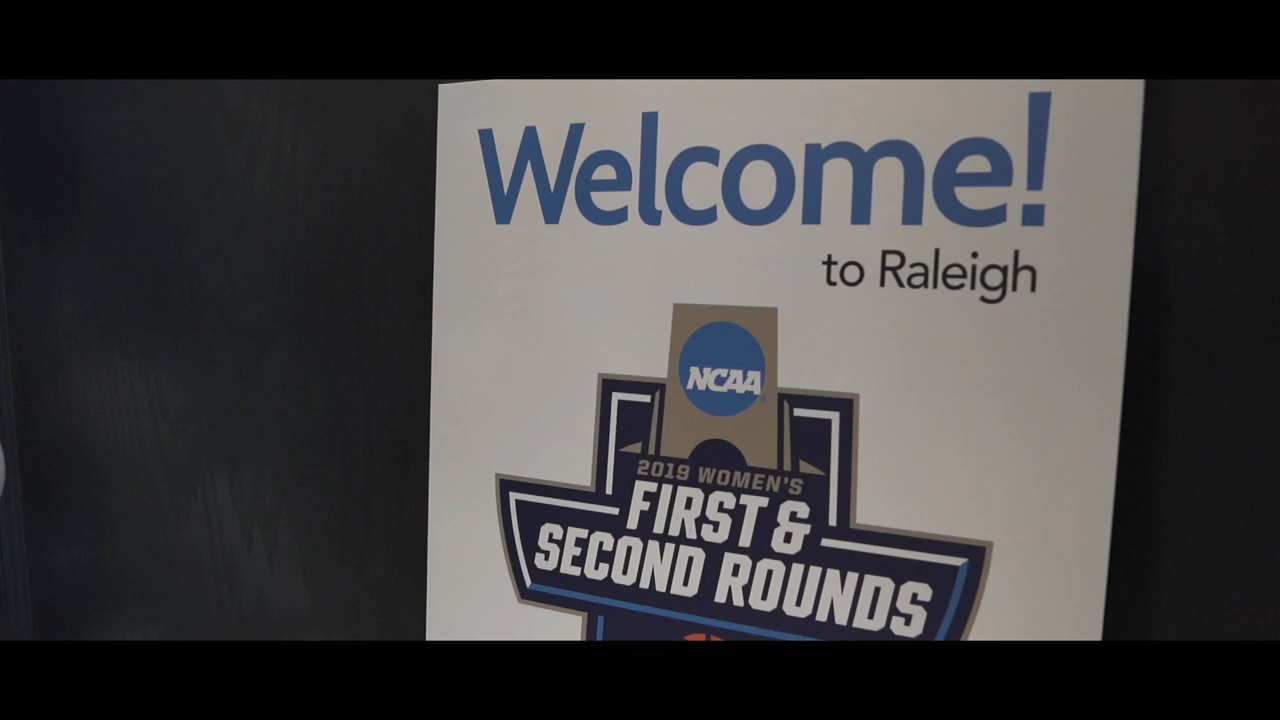 Welcome!
to Raleigh
NCAA
2019 WOMEN'S
FIRST &
SECOND ROUNDS